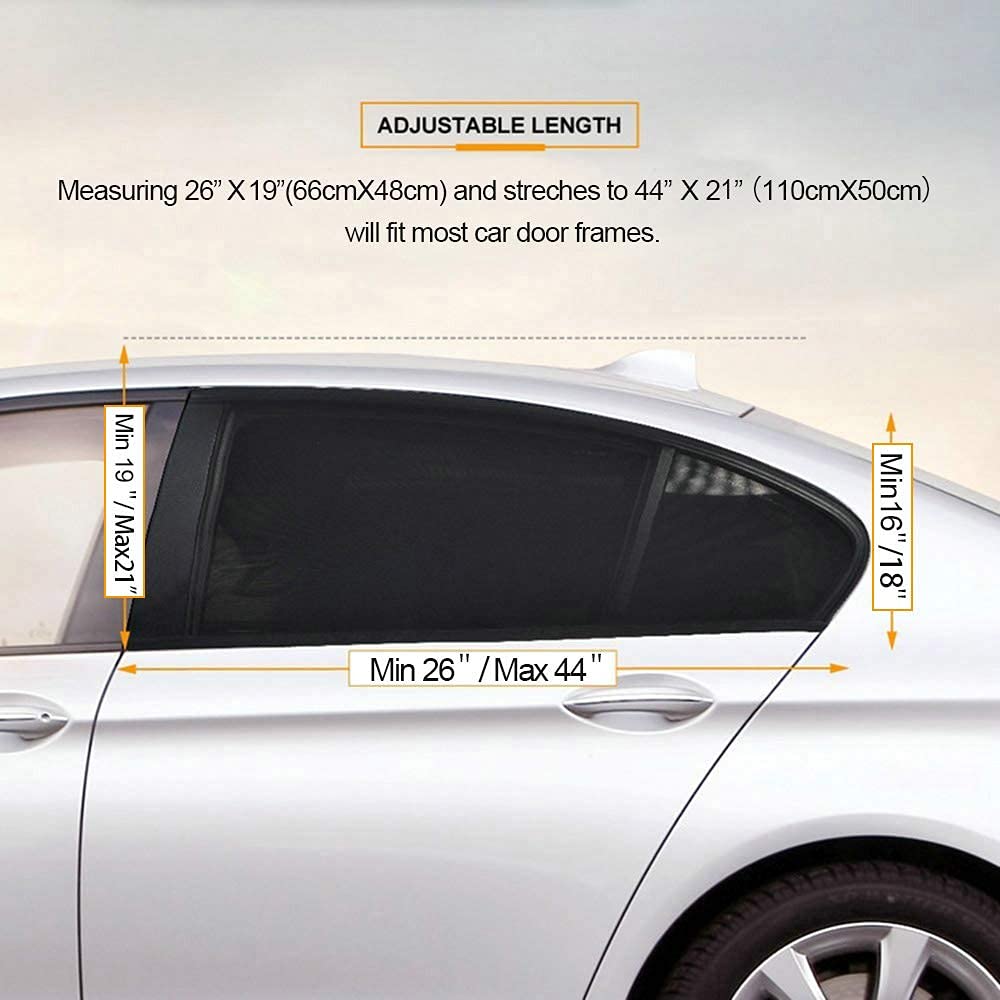 ADJUSTABLE LENGTH
Measuring 26” X 19”(66cmX48cm) and streches to 44” X 21” （110cmX50cm）
will fit most car door frames.
Min 19 "/Max21”
Min16"/18"
Min 26" / Max 44"